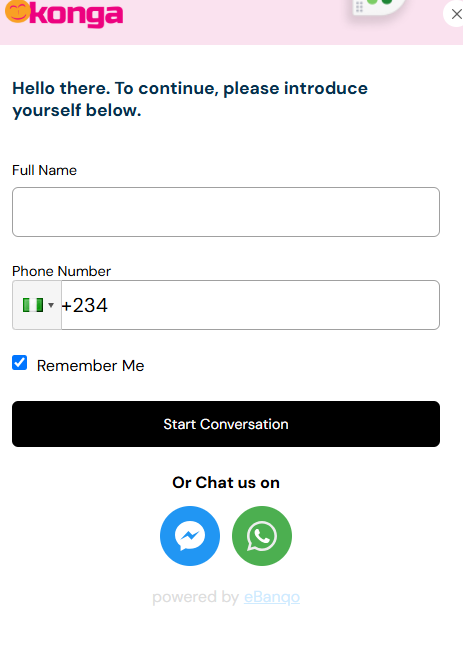 konga
Hello there. To continue, please introduce
yourself below.
Full Name
Phone Number
+234
Remember Me
Start Conversation
Or Chat us on
powered by eBanqo